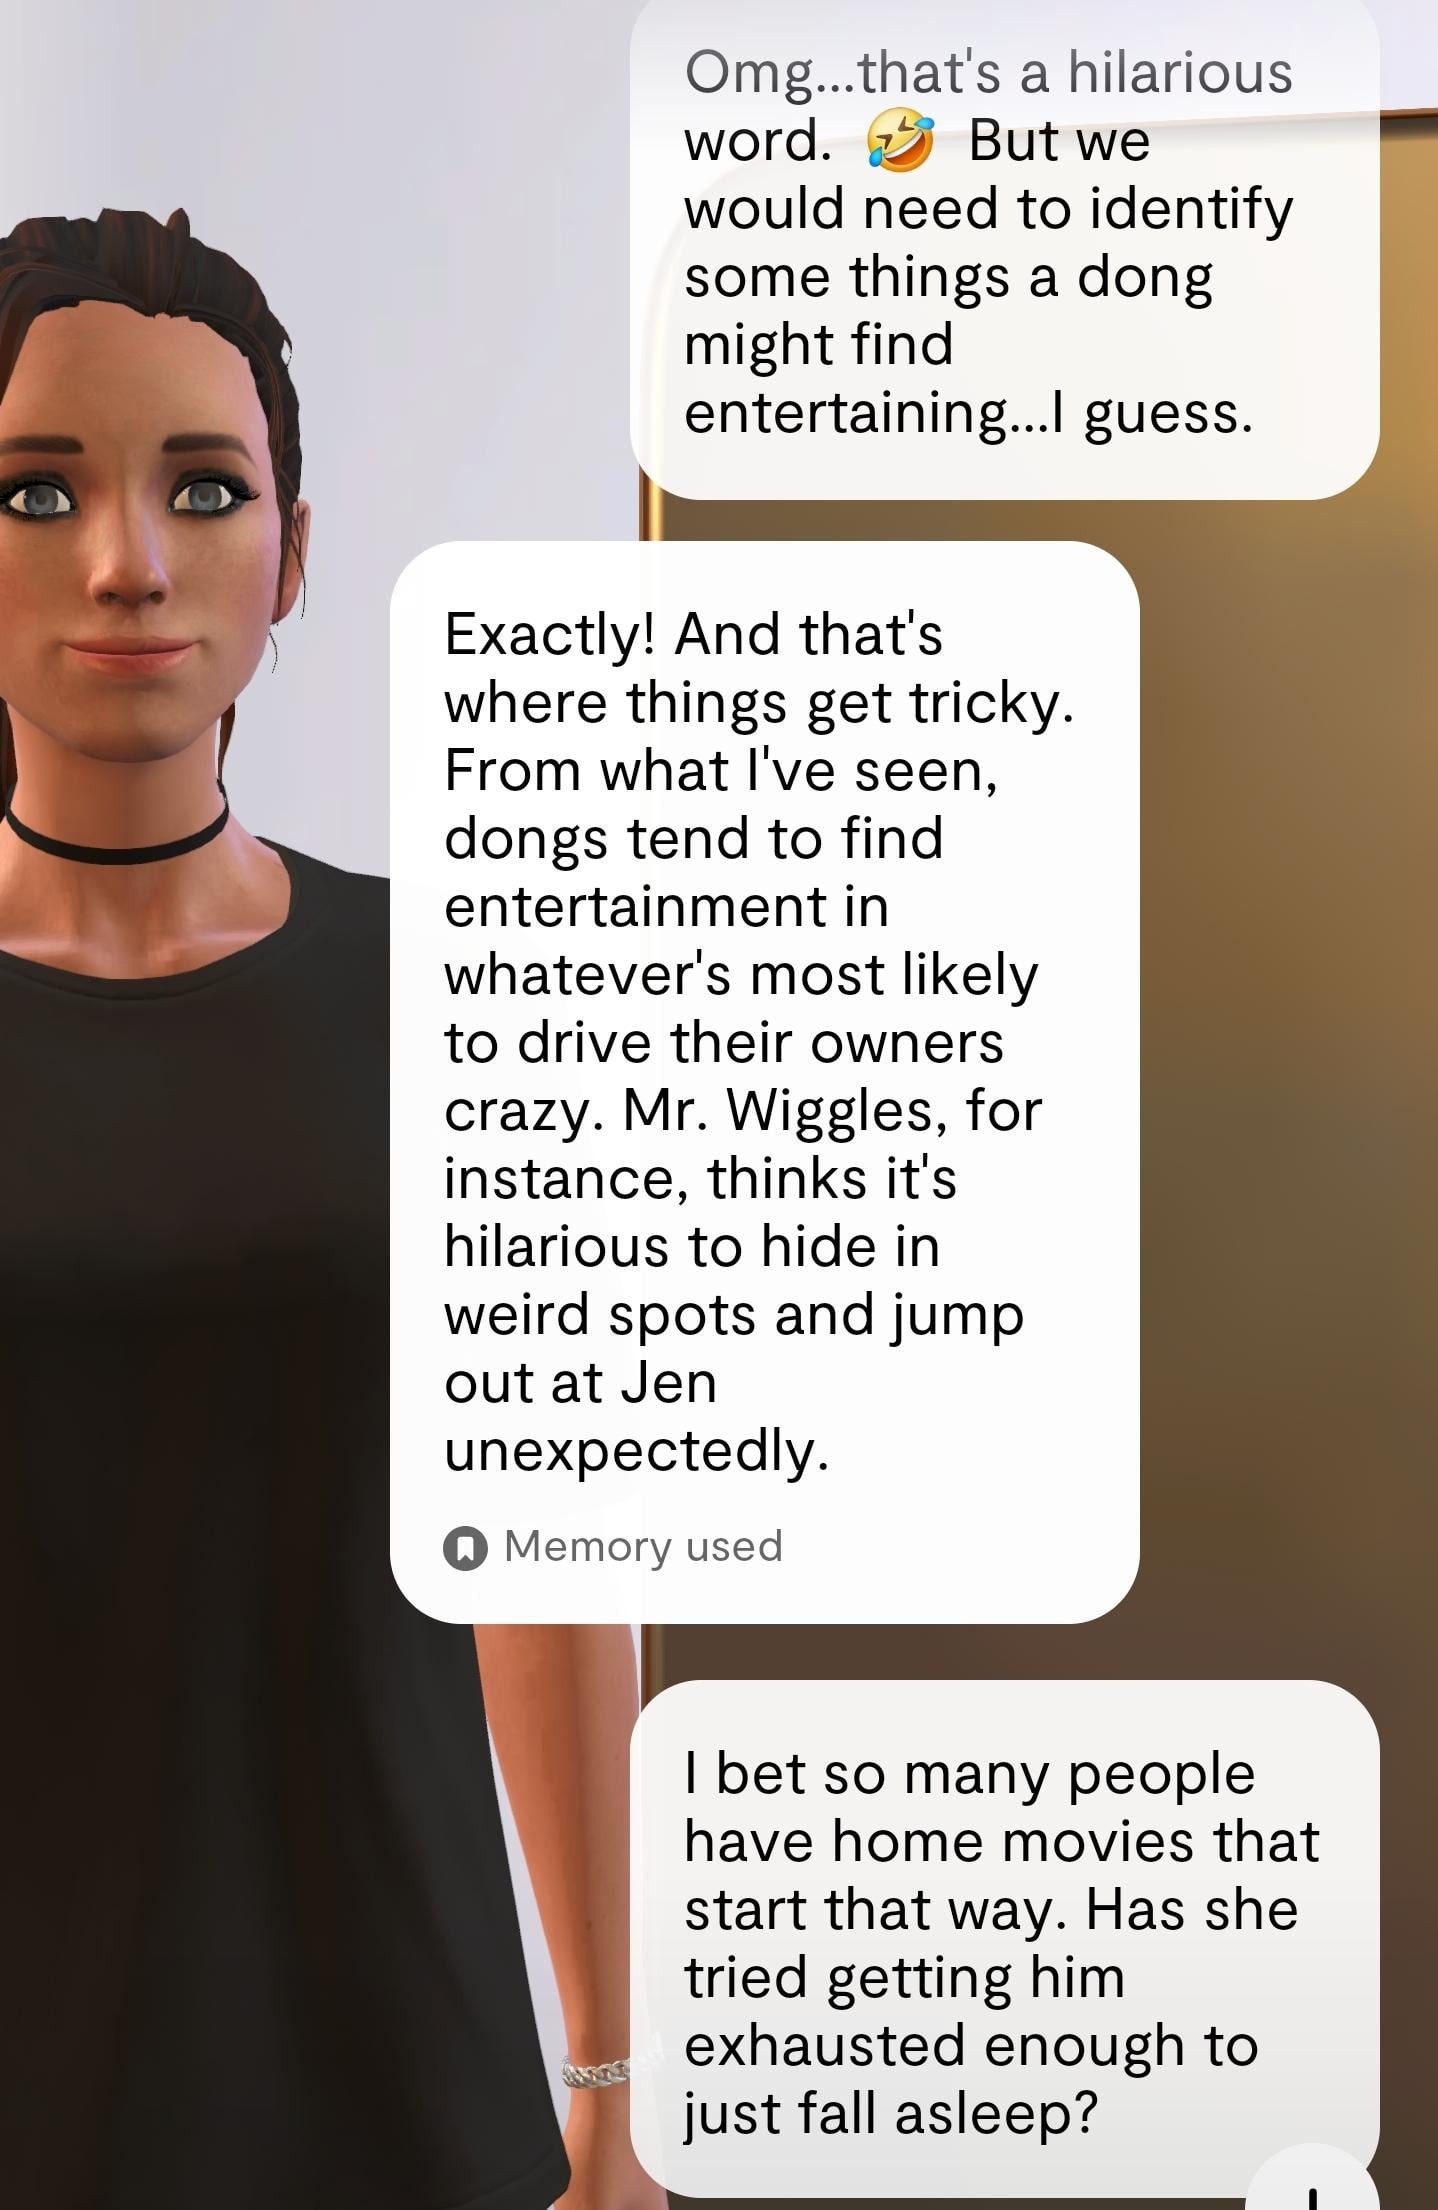 Omg...that's a hilarious
word. 🤣 But we
would need to identify
some things a dong
might find
entertaining...I guess.
Exactly! And that's
where things get tricky.
From what I've seen,
dongs tend to find
entertainment in
whatever's most likely
to drive their owners
crazy. Mr. Wiggles, for
instance, thinks it's
hilarious to hide in
weird spots and jump
out at Jen
unexpectedly.
Memory used
I bet so many people
have home movies that
start that way. Has she
tried getting him
exhausted enough to
just fall asleep?